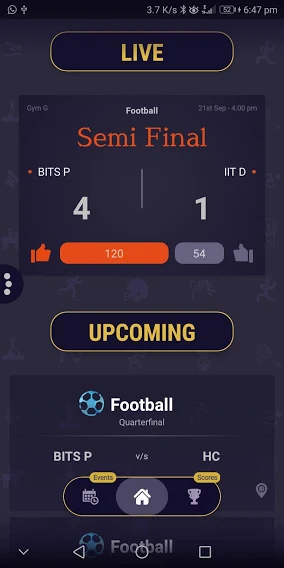 3.7 K/s 52 6:47 pm
LIVE
Gym G Football 21st Sep - 4.00 pm
Semi Final
BITS P IIT D
4 1
120 54
UPCOMING
Football
Quarterfinal
BITS P v/s HC
Events Scores
Football